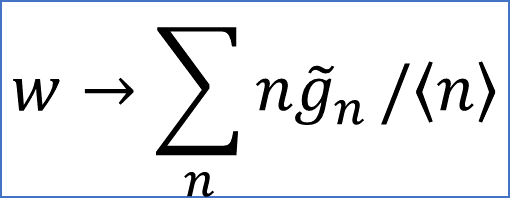 w → ∑ₙ n g̃ₙ / ⟨n⟩